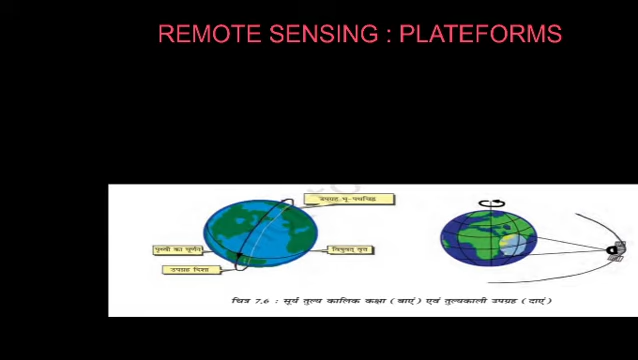 REMOTE SENSING : PLATEFORMS
उपग्रह भू-पथचिह्न
पृथ्वी का घूर्णन
विषुवत् वृत्त
उपग्रह दिशा
चित्र 7.6 : सूर्य तुल्य कालिक कक्षा (बाएं) एवं तुल्यकाली उपग्रह (दाएं)